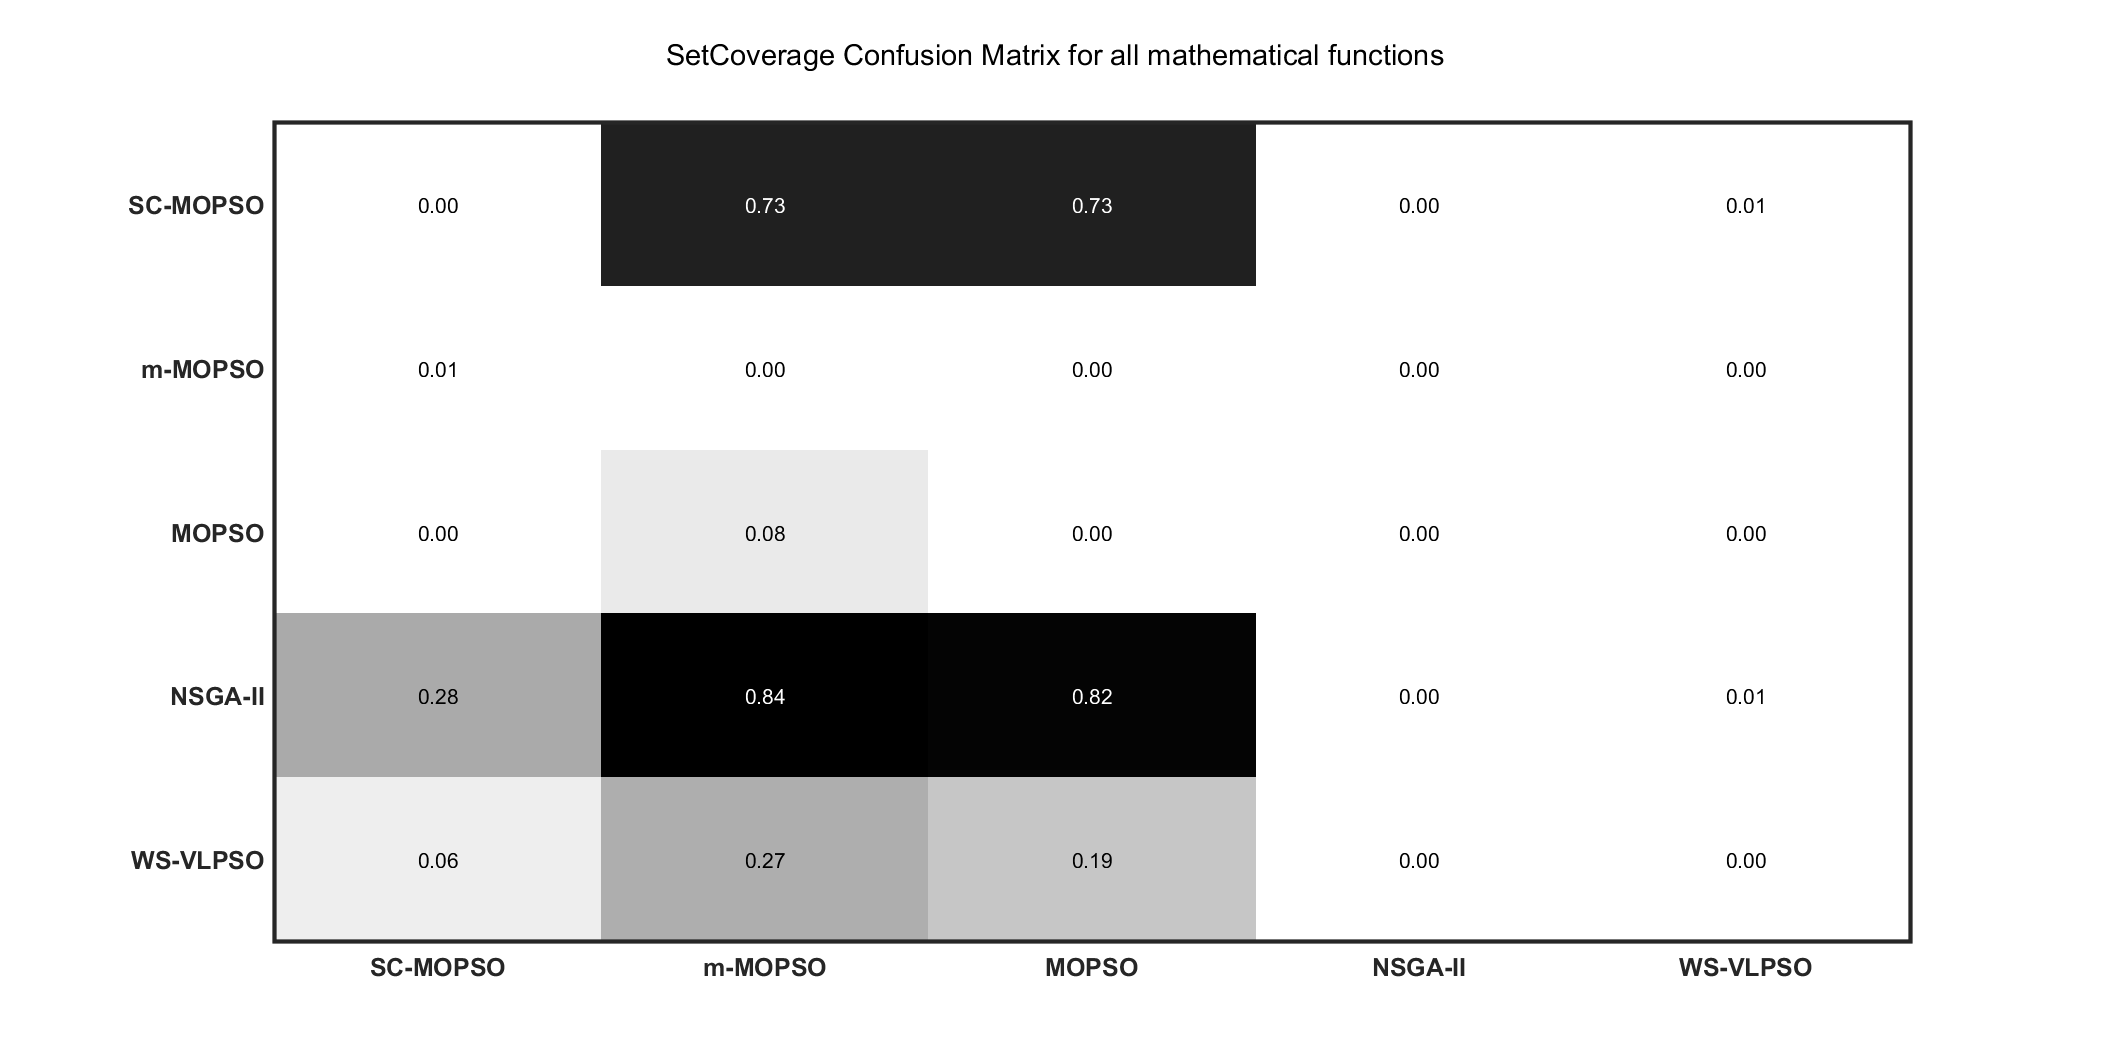 SetCoverage Confusion Matrix for all mathematical functions
SC-MOPSO 0.00 0.73 0.73 0.00 0.01
m-MOPSO 0.01 0.00 0.00 0.00 0.00
MOPSO 0.00 0.08 0.00 0.00 0.00
NSGA-II 0.28 0.84 0.82 0.00 0.01
WS-VLPSO 0.06 0.27 0.19 0.00 0.00
SC-MOPSO m-MOPSO MOPSO NSGA-II WS-VLPSO